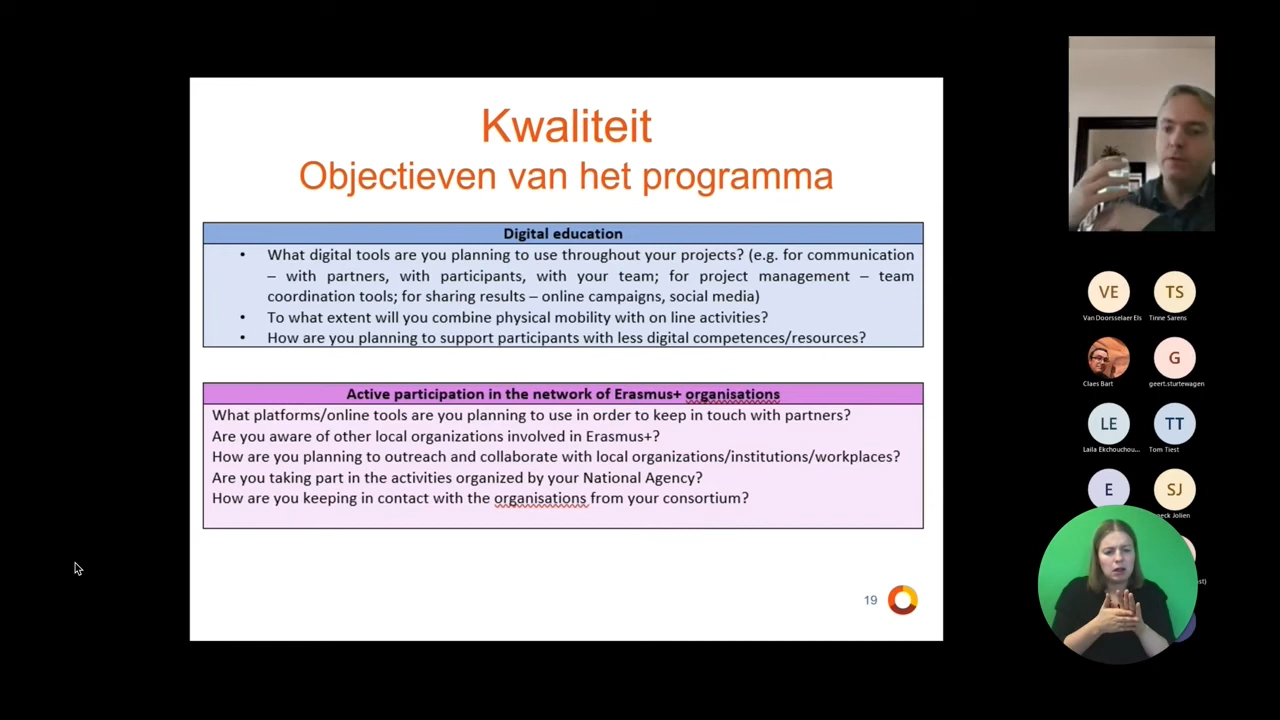 Kwaliteit
Objectieven van het programma
Digital education
• What digital tools are you planning to use throughout your projects? (e.g. for communication
– with partners, with participants, with your team; for project management – team
coordination tools; for sharing results – online campaigns, social media)
• To what extent will you combine physical mobility with on line activities?
• How are you planning to support participants with less digital competences/resources?
Active participation in the network of Erasmus+ organisations
What platforms/online tools are you planning to use in order to keep in touch with partners?
Are you aware of other local organizations involved in Erasmus+?
How are you planning to outreach and collaborate with local organizations/institutions/workplaces?
Are you taking part in the activities organized by your National Agency?
How are you keeping in contact with the organisations from your consortium?
19
VE TS
Van Doorsselaer Els Tinne Sarens
G
Claes Bart geert.sturtewagen
LE TT
Laila Ekchouchou... Tom Tiest
E SJ
eck Jolien